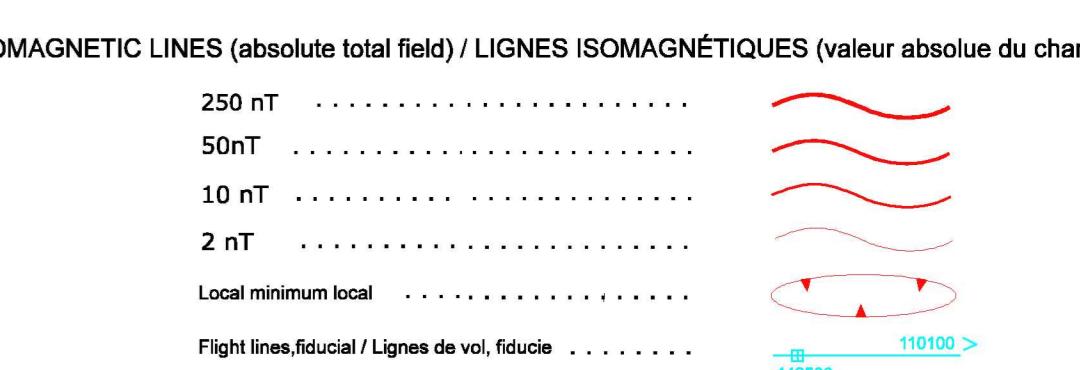 OMAGNETIC LINES (absolute total field) / LIGNES ISOMAGNÉTIQUES (valeur absolue du
250 nT . . . . . . . . . . . . . . . . . . . . . . . .
50nT . . . . . . . . . . . . . . . . . . . . . . . . . .
10 nT . . . . . . . . . . . . . . . . . . . . . . . . .
2 nT . . . . . . . . . . . . . . . . . . . . . . . . .
Local minimum local . . . . . . . . . . . . . . . . . .
Flight lines,fiducial / Lignes de vol, fiducie . . . . . . . .
110100 >